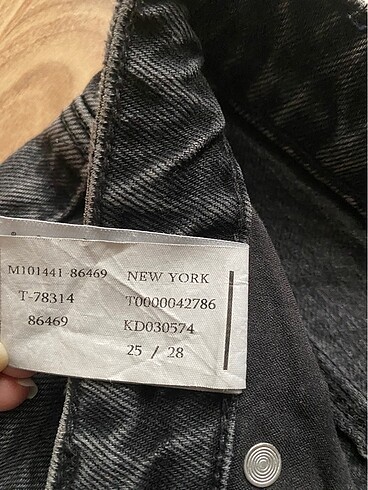 M101441 86469 NEW YORK
T-78314 T0000042786
86469 KD030574
25 / 28